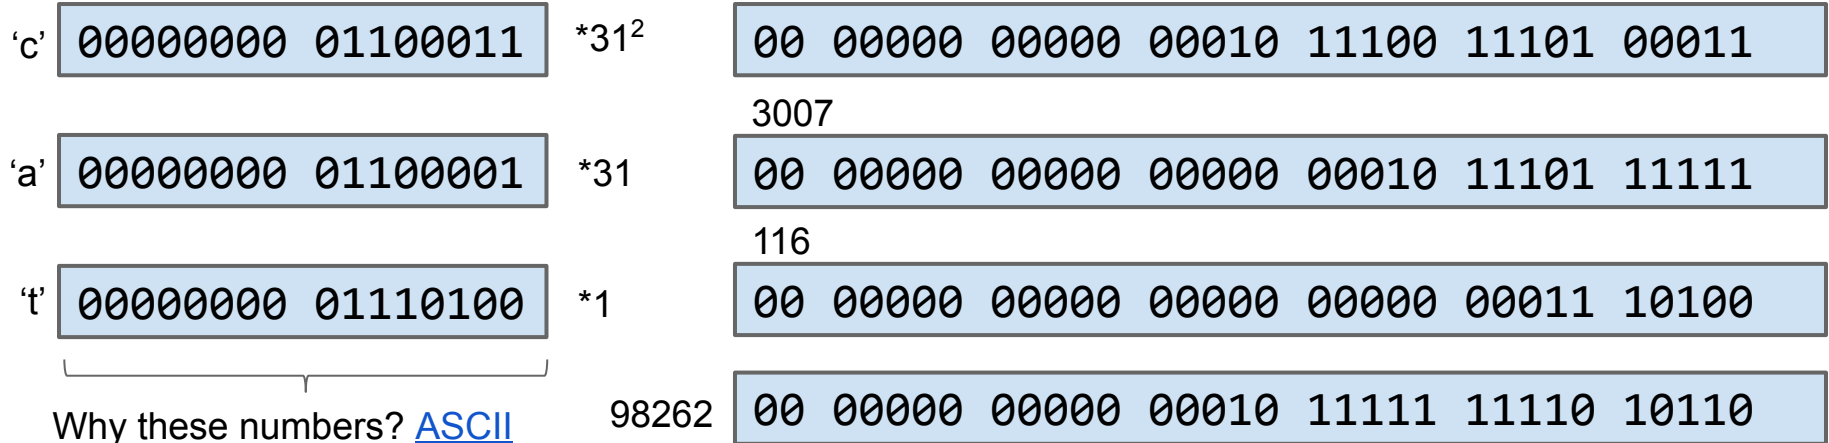 ‘c’ 00000000 01100011 *31² 00 00000 00000 00010 11100 11101 00011
3007
‘a’ 00000000 01100001 *31 00 00000 00000 00000 00010 11101 11111
116
‘t’ 00000000 01110100 *1 00 00000 00000 00000 00000 00011 10100
98262 00 00000 00000 00010 11111 11110 10110
Why these numbers? ASCII